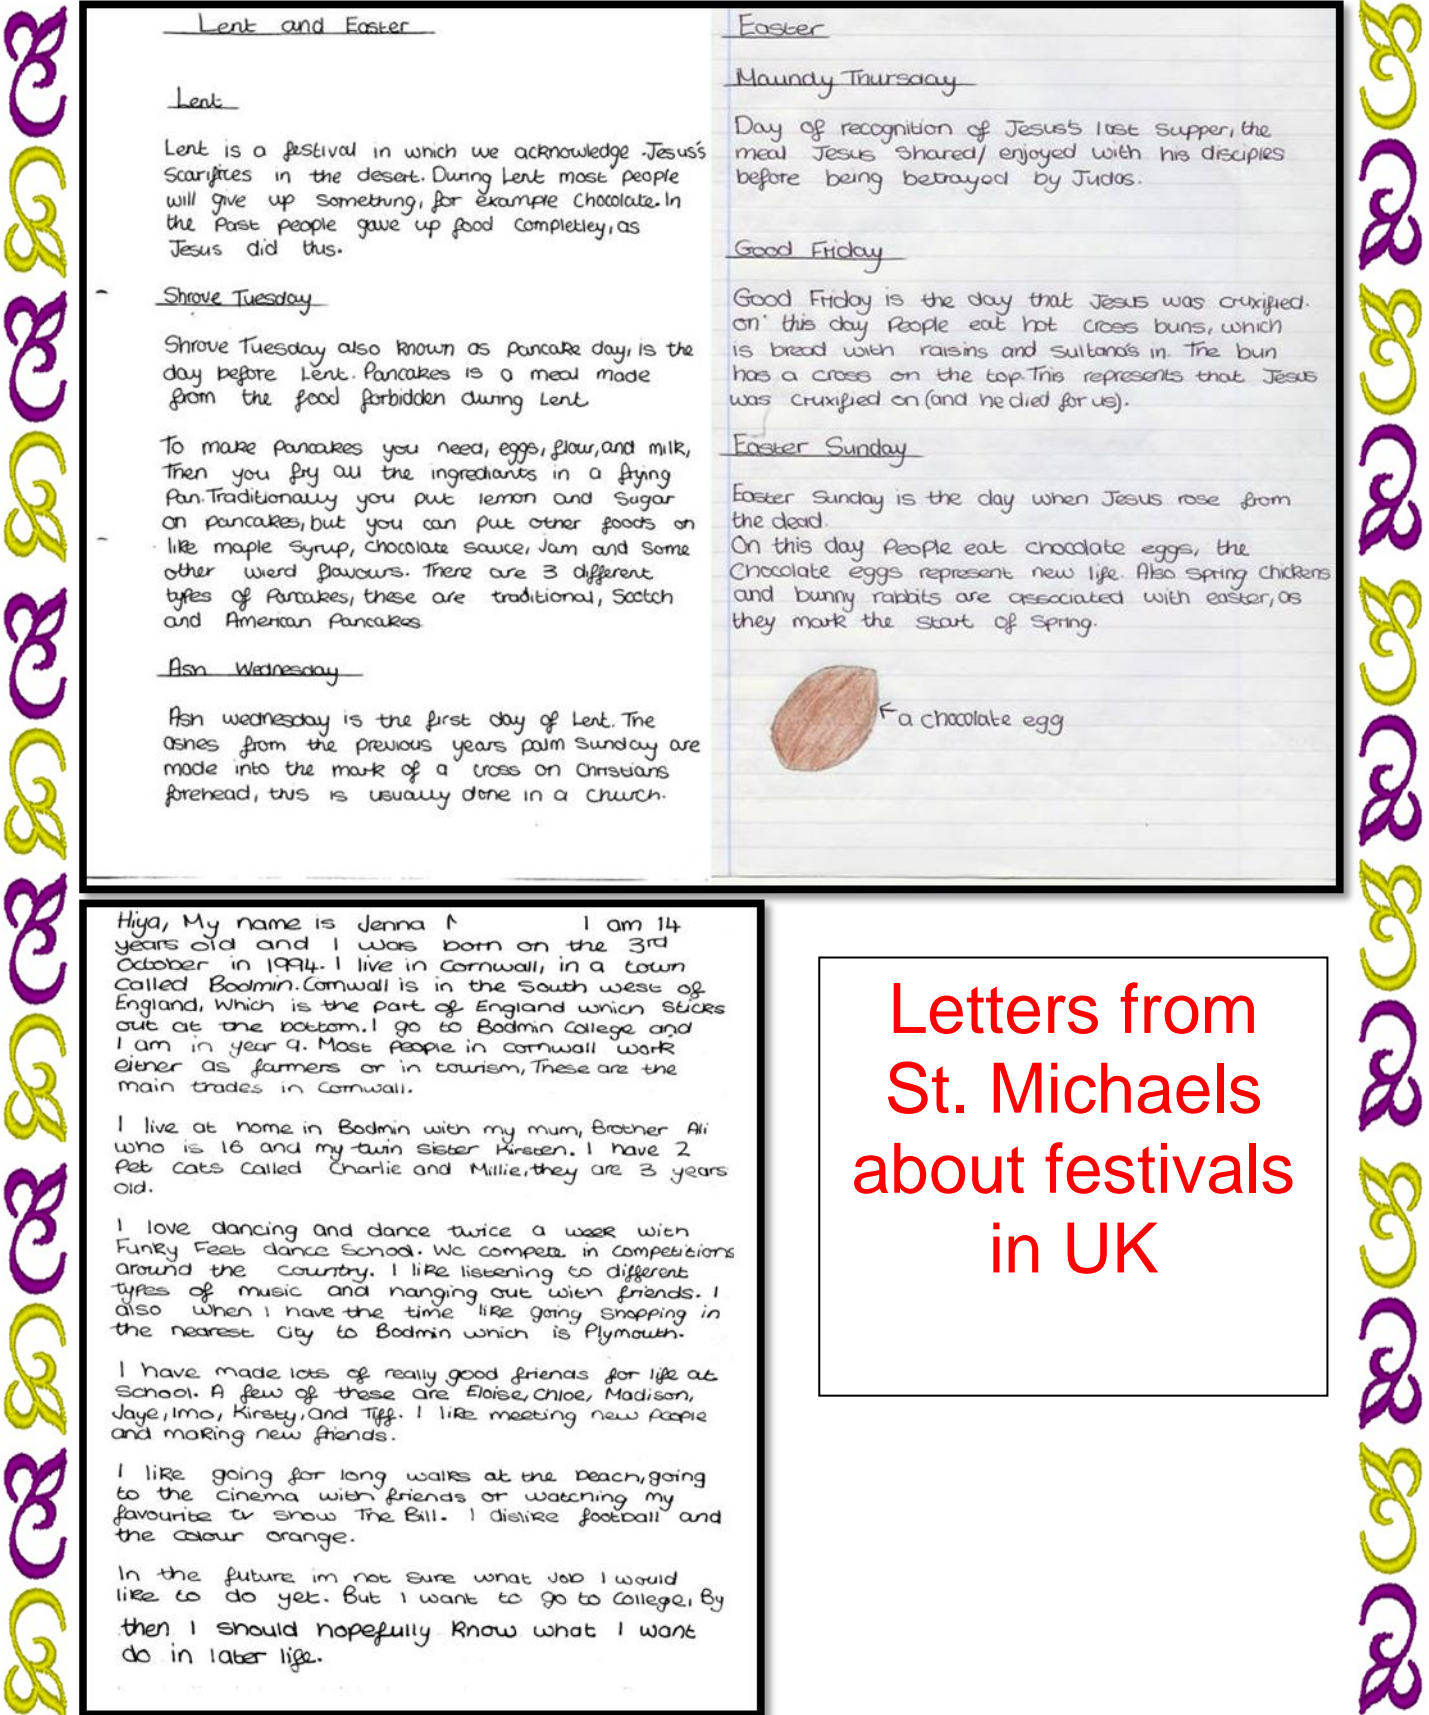 Lent and Easter
Lent
Lent is a festival in which we acknowledge Jesus's
Scarifices in the desert. During Lent most people
will give up something, for example Chocolate. In
the Past people gave up food Completley, as
Jesus did this.
Shrove Tuesday
Shrove Tuesday also known as pancake day, is the
day before Lent. Pancakes is a meal made
from the food forbidden during Lent
To make pancakes you need, eggs, flour, and milk,
Then you fry all the ingrediants in a frying
Pan. Traditionally you put lemon and Sugar
on pancakes, but you can put other foods on
like maple Syrup, chocolate sauce, Jam and some
other wierd flavours. There are 3 different
types of Pancakes, these are traditional, Scotch
and American Pancakes
Ash Wednesday
Ash wednesday is the first day of Lent. The
ashes from the previous years palm Sunday are
made into the mark of a cross on Christians
forehead, this is usually done in a Church.
Easter
Maundy Thursday
Day of recognition of Jesus's last supper, the
meal Jesus shared/ enjoyed with his disciples
before being betrayed by Judas.
Good Friday
Good Friday is the day that Jesus was cruxified.
on this day People eat hot cross buns, which
is bread with raisins and sultana's in. The bun
has a cross on the top. This represents that Jesus
was cruxified on (and he died for us).
Easter Sunday
Easter Sunday is the day when Jesus rose from
the dead.
On this day People eat chocolate eggs, the
Chocolate eggs represent new life. Also spring chickens
and bunny rabbits are associated with easter, as
they mark the start of Spring.
a chocolate egg
Hiya, My name is Jenna I am 14
years old and I was born on the 3rd
October in 1994. I live in Cornwall, in a town
called Bodmin. Cornwall is in the South west of
England, Which is the part of England which sticks
out at the bottom. I go to Bodmin College and
I am in year 9. Most people in cornwall work
either as farmers or in tourism, These are the
main trades in Cornwall.
I live at home in Bodmin with my mum, Brother Ali
who is 16 and my twin sister Kirsten. I have 2
Pet cats called Charlie and Millie, they are 3 years
old.
I love dancing and dance twice a week with
Funky Feet dance School. We compete in competitions
around the country. I like listening to different
types of music and hanging out with friends. I
also when I have the time like going shopping in
the nearest city to Bodmin which is Plymouth.
I have made lots of really good friends for life at
School. A few of these are Eloise, Chloe, Madison,
Jaye, Imo, Kirsty, and Tiff. I like meeting new people
and making new friends.
I like going for long walks at the beach, going
to the cinema with friends or watching my
favourite tv show The Bill. I dislike football and
the colour orange.
In the future im not sure what job I would
like to do yet. But I want to go to college, By
then I should hopefully know what I want
do in later life.
Letters from
St. Michaels
about festivals
in UK